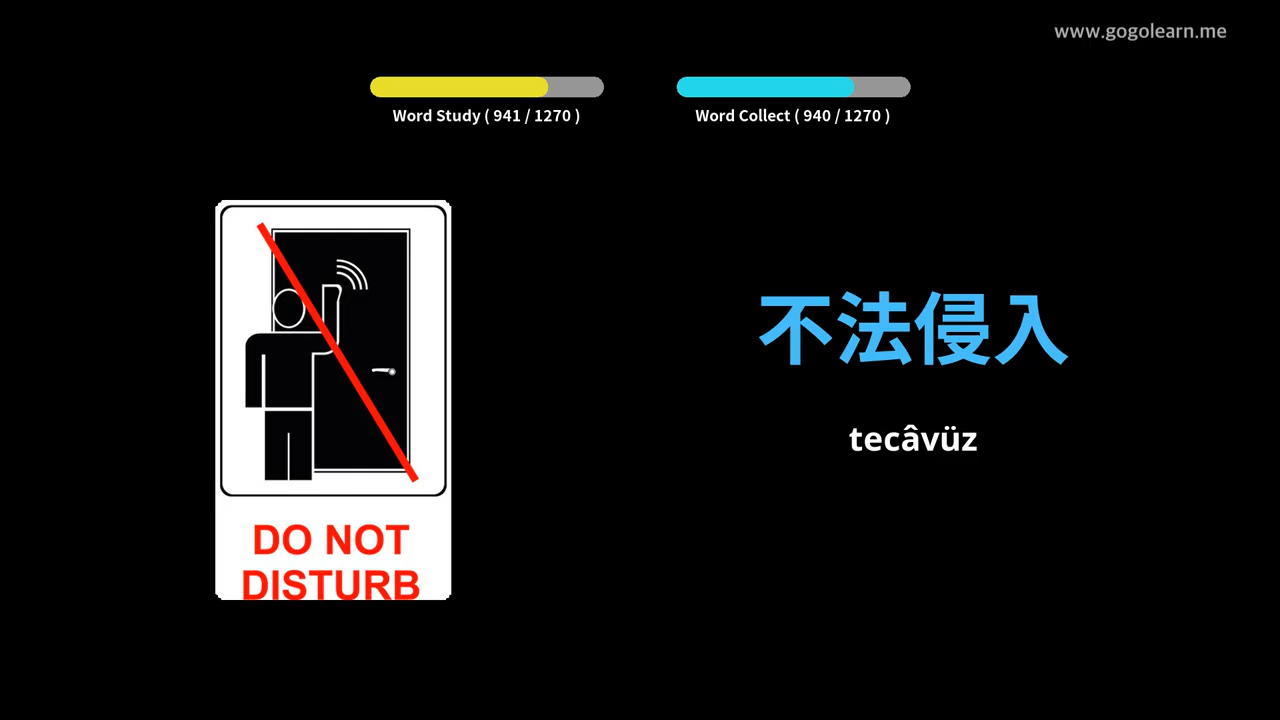 www.gogolearn.me
Word Study ( 941 / 1270 )
Word Collect ( 940 / 1270 )
不法侵入
tecâvüz
DO NOT
DISTURB